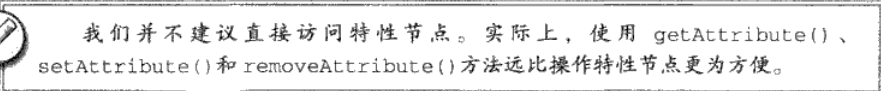 我们并不建议直接访问特性节点。实际上，使用 getAttribute()、
setAttribute()和 removeAttribute()方法远比操作特性节点更为方便。